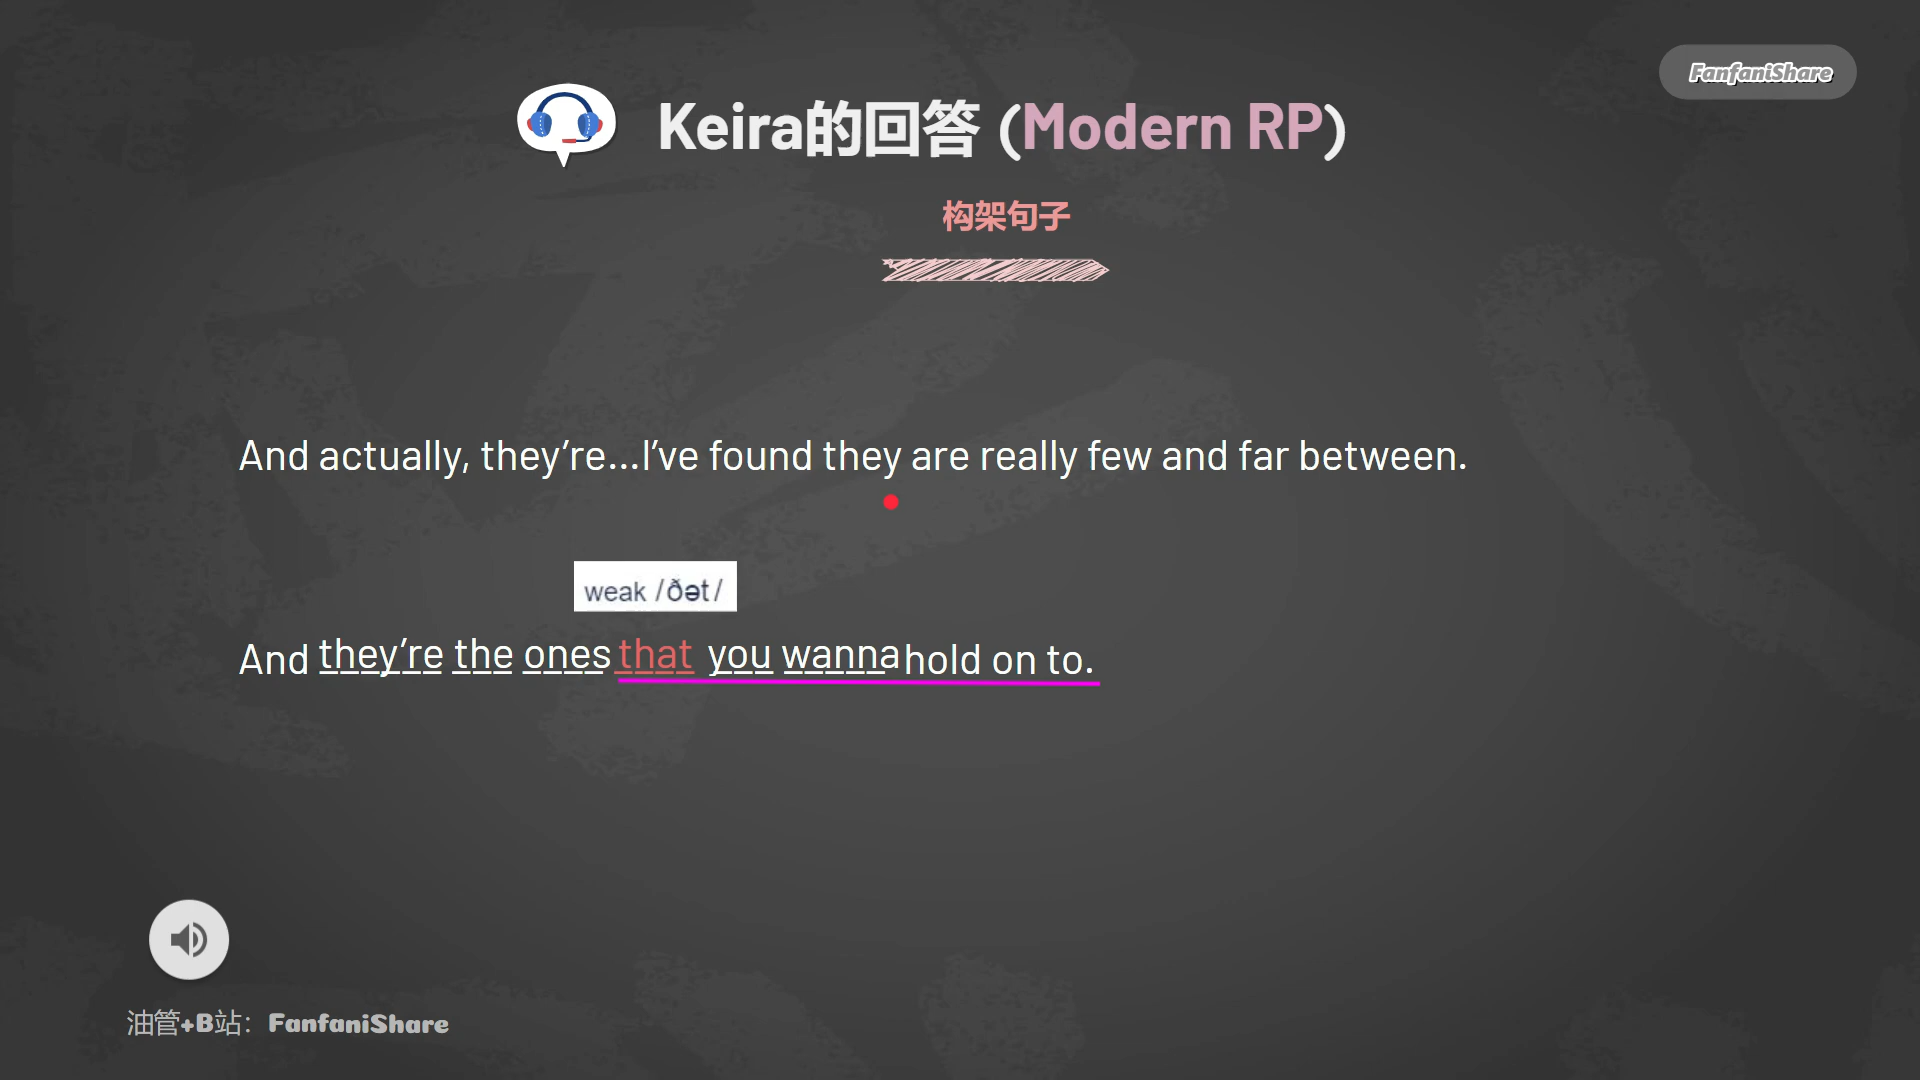 FanfaniShare
Keira的回答 (Modern RP)
构架句子
And actually, they’re...I’ve found they are really few and far between.
weak /ðət/
And they’re the ones that you wanna hold on to.
油管+B站：FanfaniShare